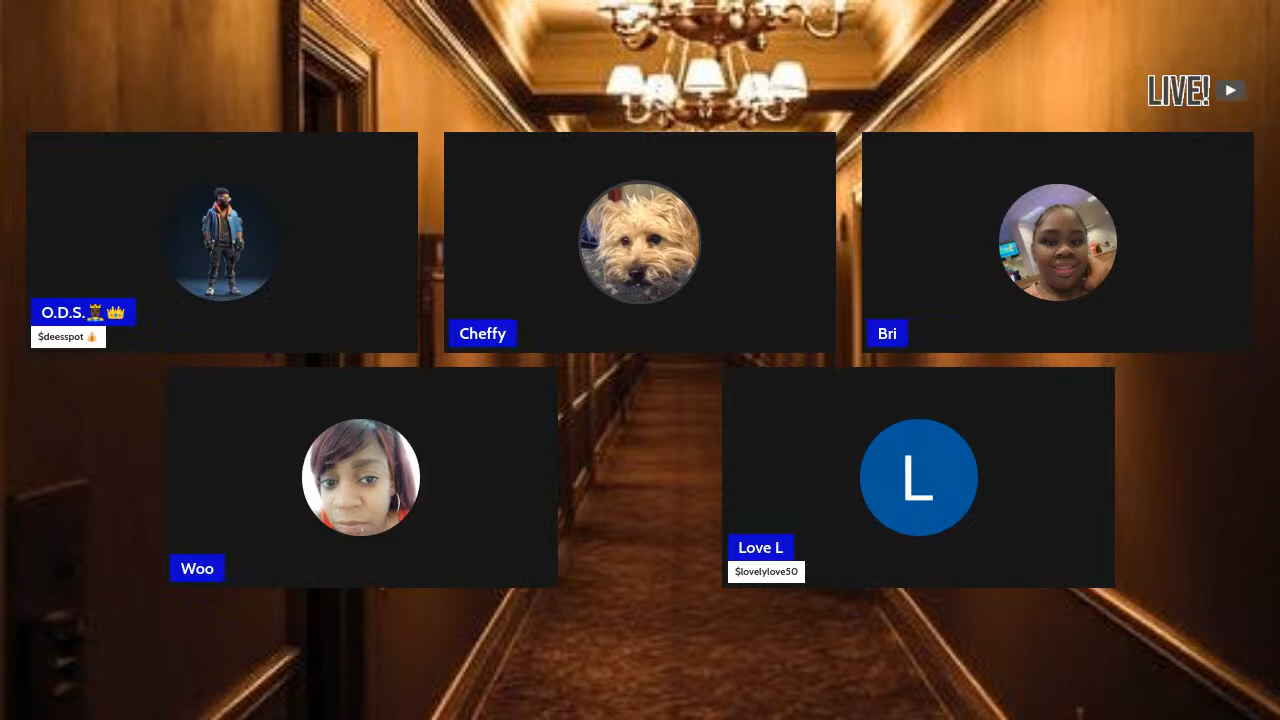 LIVE!
O.D.S.🤴🏿👑
$deesspot 💰
Cheffy
Bri
Woo
L
Love L
$lovelylove50